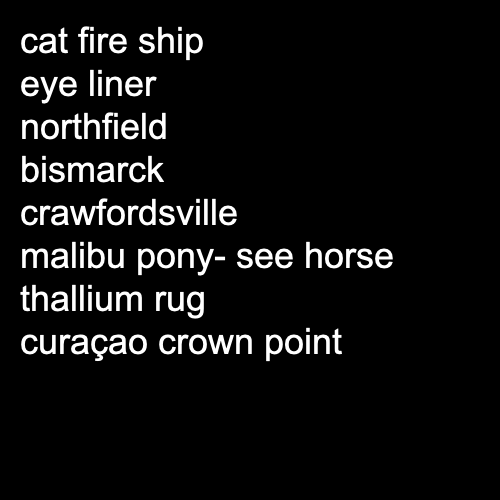 cat fire ship
eye liner
northfield
bismarck
crawfordsville
malibu pony- see horse
thallium rug
curaçao crown point